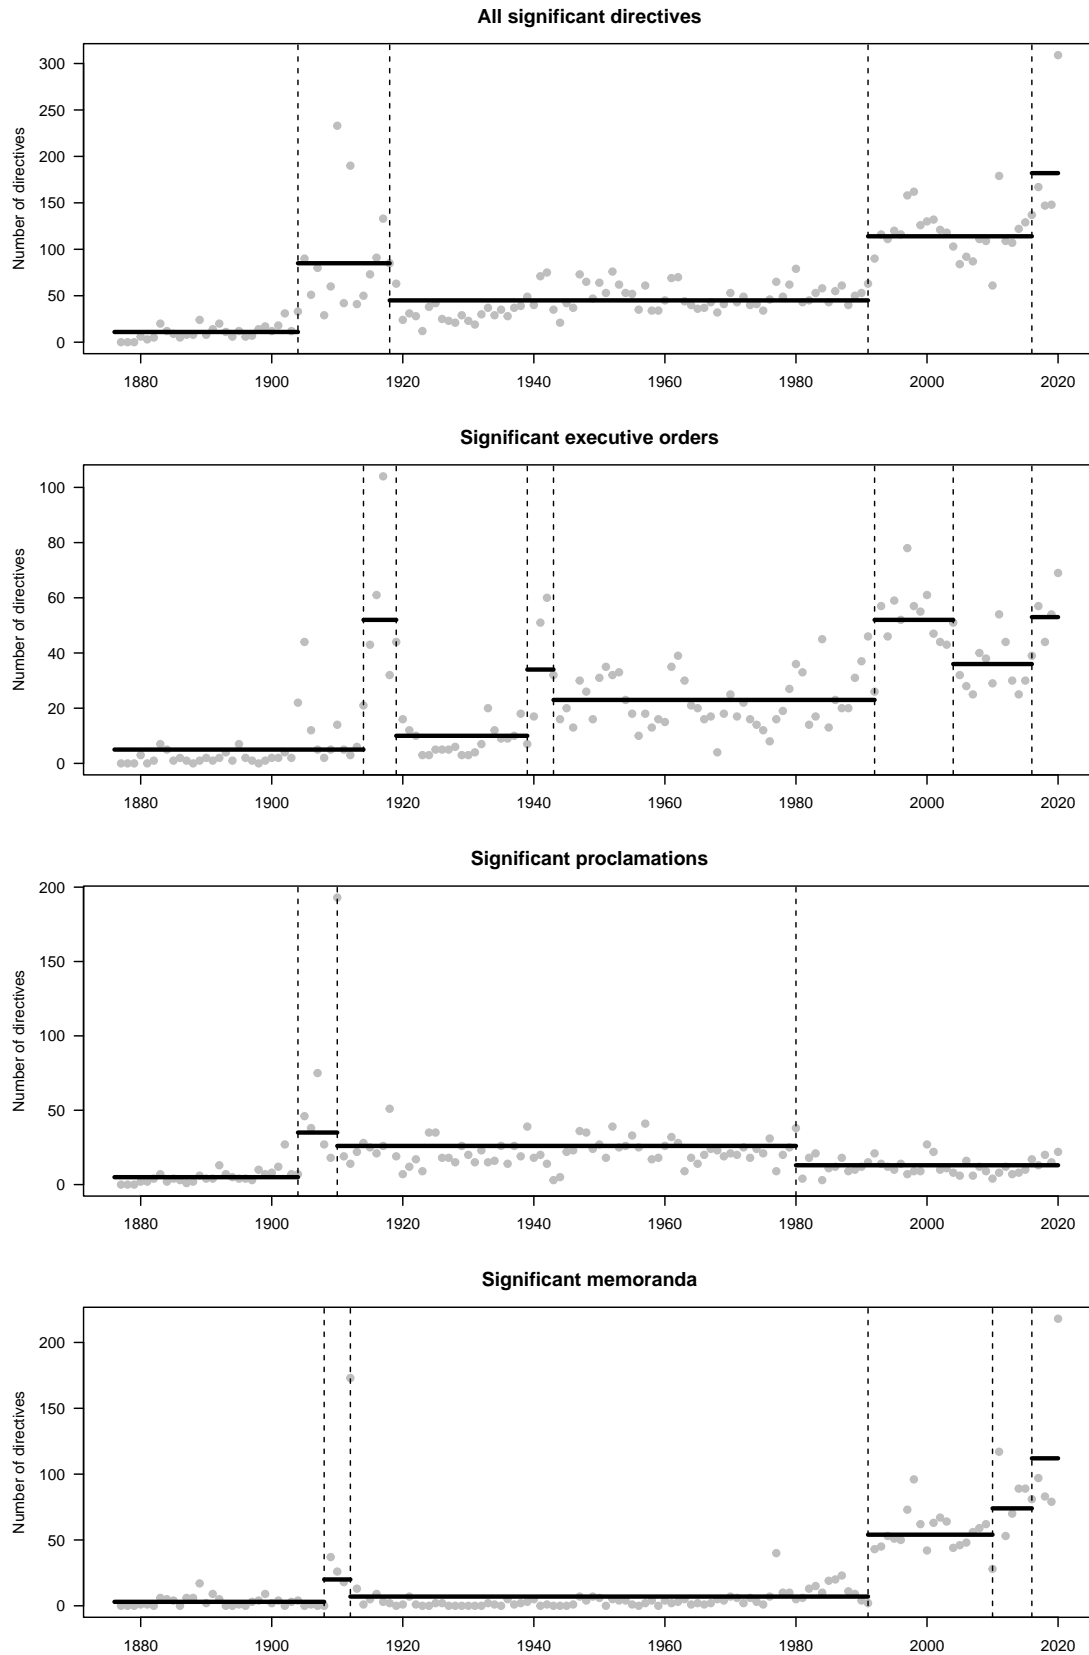 All significant directives
Number of directives
300
250
200
150
100
50
0
1880 1900 1920 1940 1960 1980 2000 2020
Significant executive orders
Number of directives
100
80
60
40
20
0
1880 1900 1920 1940 1960 1980 2000 2020
Significant proclamations
Number of directives
200
150
100
50
0
1880 1900 1920 1940 1960 1980 2000 2020
Significant memoranda
Number of directives
200
150
100
50
0
1880 1900 1920 1940 1960 1980 2000 2020